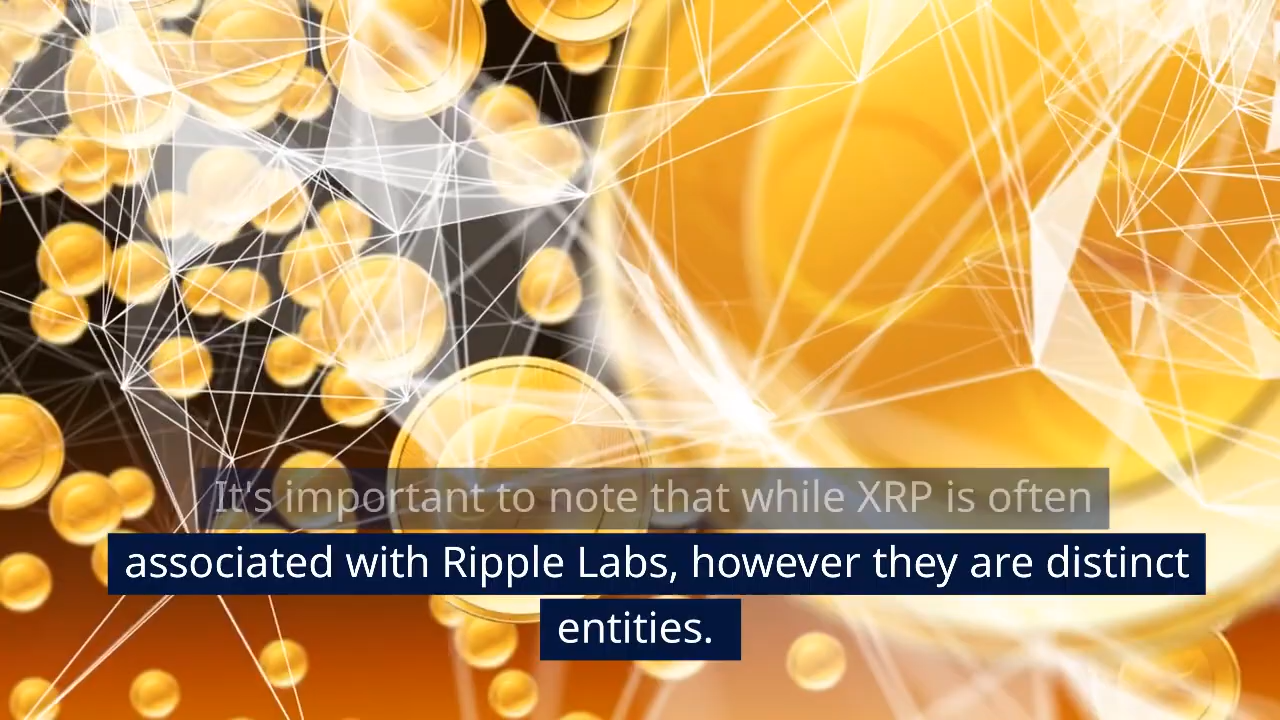 It's important to note that while XRP is often
associated with Ripple Labs, however they are distinct
entities.